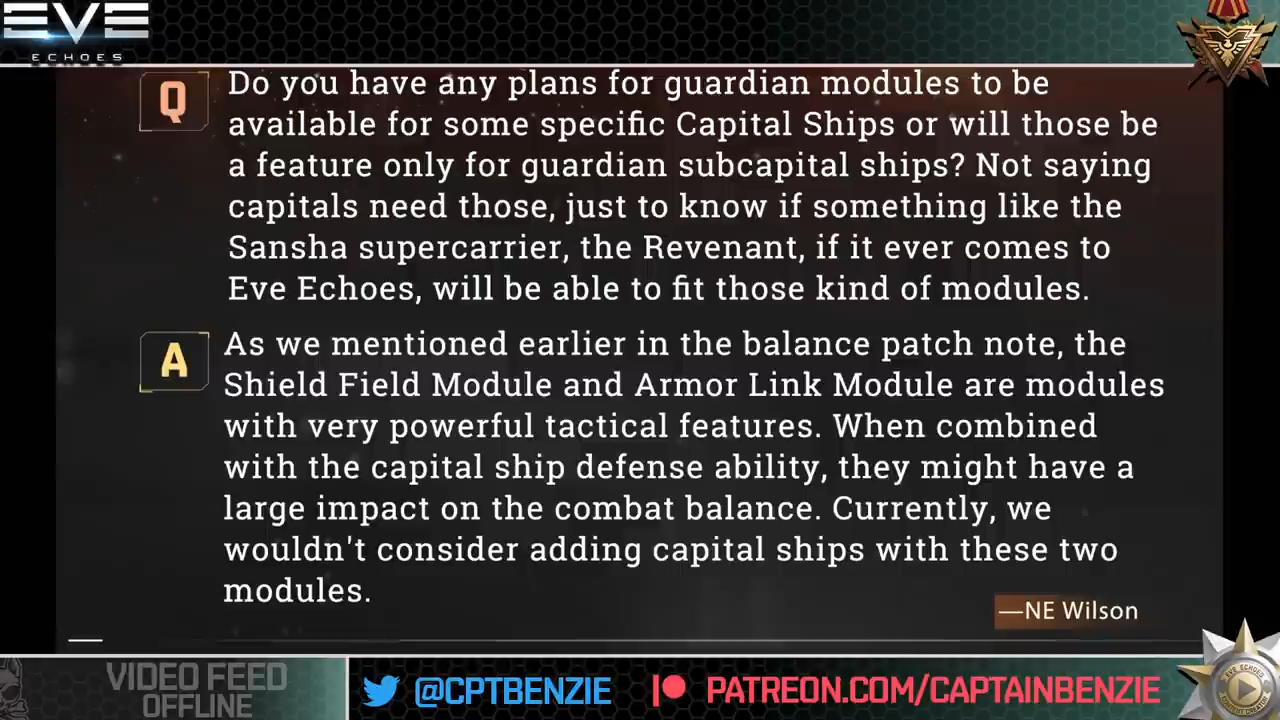 EVE
ECHOES
Q
Do you have any plans for guardian modules to be
available for some specific Capital Ships or will those be
a feature only for guardian subcapital ships? Not saying
capitals need those, just to know if something like the
Sansha supercarrier, the Revenant, if it ever comes to
Eve Echoes, will be able to fit those kind of modules.
A
As we mentioned earlier in the balance patch note, the
Shield Field Module and Armor Link Module are modules
with very powerful tactical features. When combined
with the capital ship defense ability, they might have a
large impact on the combat balance. Currently, we
wouldn't consider adding capital ships with these two
modules.
—NE Wilson
VIDEO FEED
OFFLINE
@CPTBENZIE
PATREON.COM/CAPTAINBENZIE
EVE ECHOES